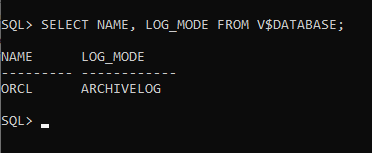 SQL> SELECT NAME, LOG_MODE FROM V$DATABASE;
NAME      LOG_MODE
--------- ------------
ORCL      ARCHIVELOG
SQL>